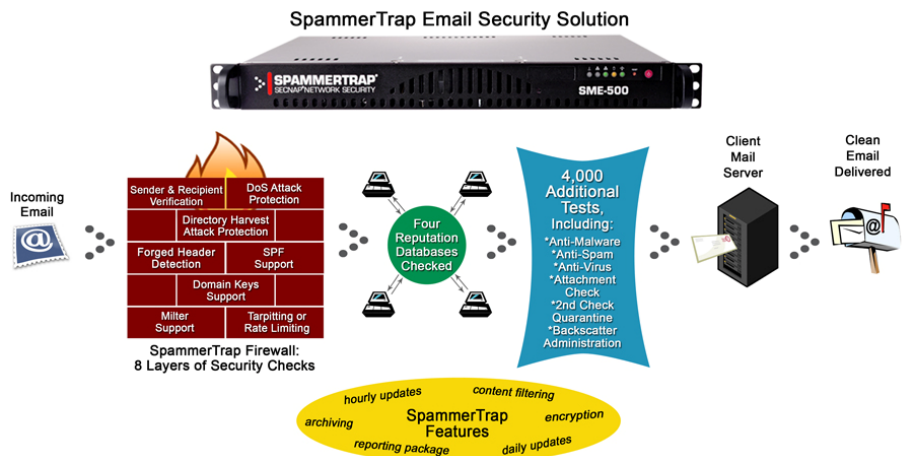 SpammerTrap Email Security Solution
SPAMMERTRAP®
SECNAP® NETWORK SECURITY
SME-500
Incoming
Email
@
Sender & Recipient
Verification
DoS Attack
Protection
Directory Harvest
Attack Protection
Forged Header
Detection
SPF
Support
Domain Keys
Support
Milter
Support
Tarpitting or
Rate Limiting
SpammerTrap Firewall:
8 Layers of Security Checks
Four
Reputation
Databases
Checked
4,000
Additional
Tests,
Including:
*Anti-Malware
*Anti-Spam
*Anti-Virus
*Attachment
Check
*2nd Check
Quarantine
*Backscatter
Administration
Client
Mail
Server
Clean
Email
Delivered
@
hourly updates
content filtering
archiving
SpammerTrap
Features
encryption
reporting package
daily updates